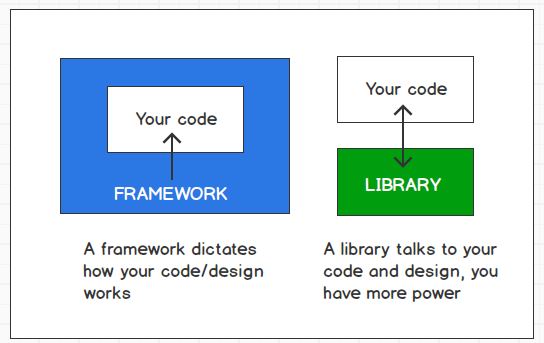 Your code
FRAMEWORK
A framework dictates
how your code/design
works
Your code
LIBRARY
A library talks to your
code and design, you
have more power